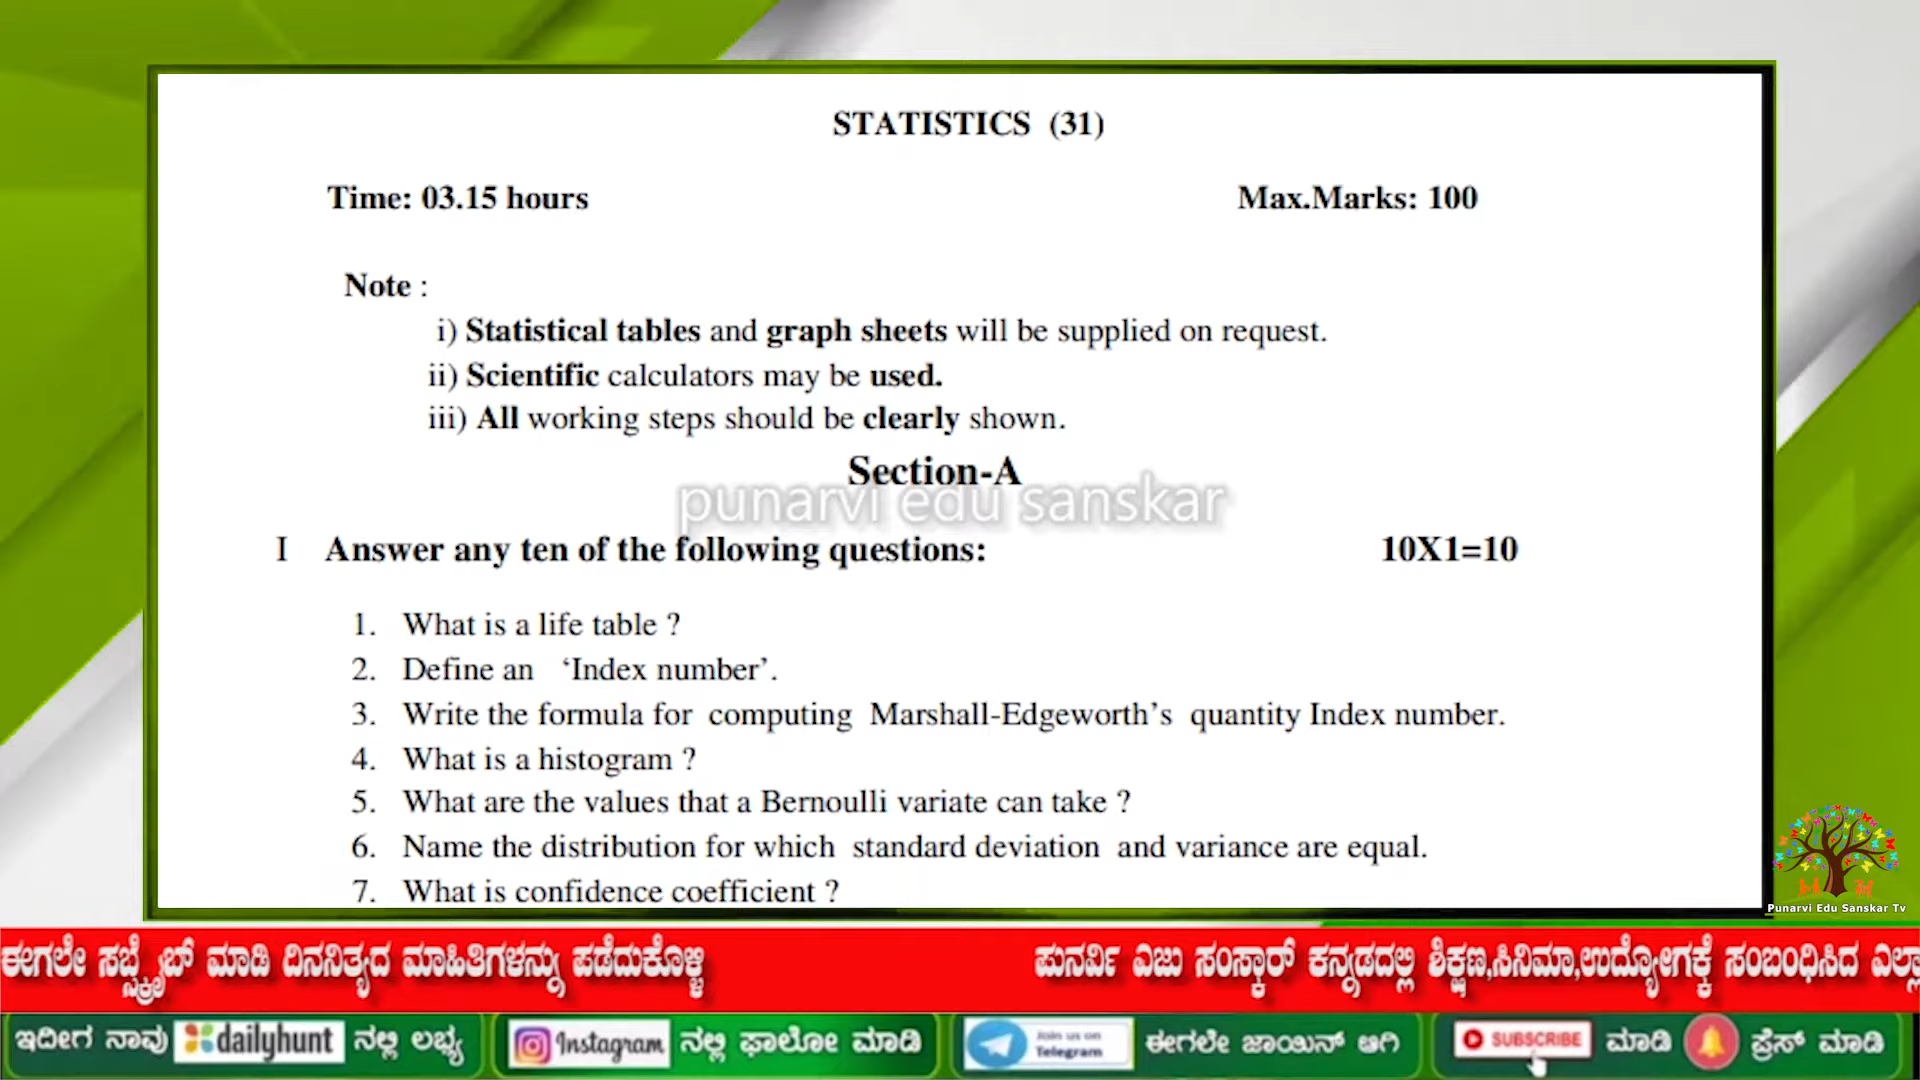 STATISTICS (31)
Time: 03.15 hours Max.Marks: 100
Note :
i) Statistical tables and graph sheets will be supplied on request.
ii) Scientific calculators may be used.
iii) All working steps should be clearly shown.
Section-A
punarvi edu sanskar
I Answer any ten of the following questions: 10X1=10
1. What is a life table ?
2. Define an ‘Index number’.
3. Write the formula for computing Marshall-Edgeworth’s quantity Index number.
4. What is a histogram ?
5. What are the values that a Bernoulli variate can take ?
6. Name the distribution for which standard deviation and variance are equal.
7. What is confidence coefficient ?
Punarvi Edu Sanskar Tv
ಈಗಲೇ ಸಬ್ಸ್ಕ್ರೈಬ್ ಮಾಡಿ ದಿನನಿತ್ಯದ ಮಾಹಿತಿಗಳನ್ನು ಪಡೆದುಕೊಳ್ಳಿ ಪುನರ್ವಿ ಎಜು ಸಂಸ್ಕಾರ್ ಕನ್ನಡದಲ್ಲಿ ಶಿಕ್ಷಣ,ಸಿನಿಮಾ,ಉದ್ಯೋಗಕ್ಕೆ ಸಂಬಂಧಿಸಿದ ಎಲ್ಲಾ
ಇದೀಗ ನಾವು dailyhunt ನಲ್ಲಿ ಲಭ್ಯ Instagram ನಲ್ಲಿ ಫಾಲೋ ಮಾಡಿ Join us on Telegram ಈಗಲೇ ಜಾಯಿನ್ ಆಗಿ SUBSCRIBE ಮಾಡಿ ಪ್ರೆಸ್ ಮಾಡಿ